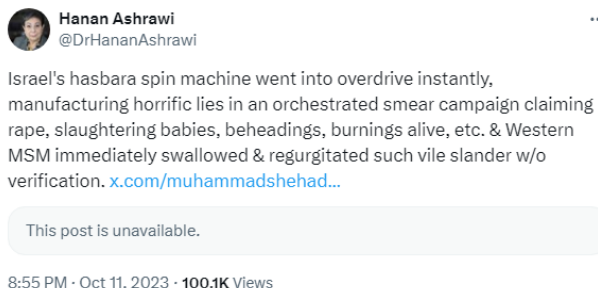 Hanan Ashrawi
@DrHananAshrawi
Israel's hasbara spin machine went into overdrive instantly,
manufacturing horrific lies in an orchestrated smear campaign claiming
rape, slaughtering babies, beheadings, burnings alive, etc. & Western
MSM immediately swallowed & regurgitated such vile slander w/o
verification. x.com/muhammadshehad...
This post is unavailable.
8:55 PM · Oct 11, 2023 · 100.1K Views